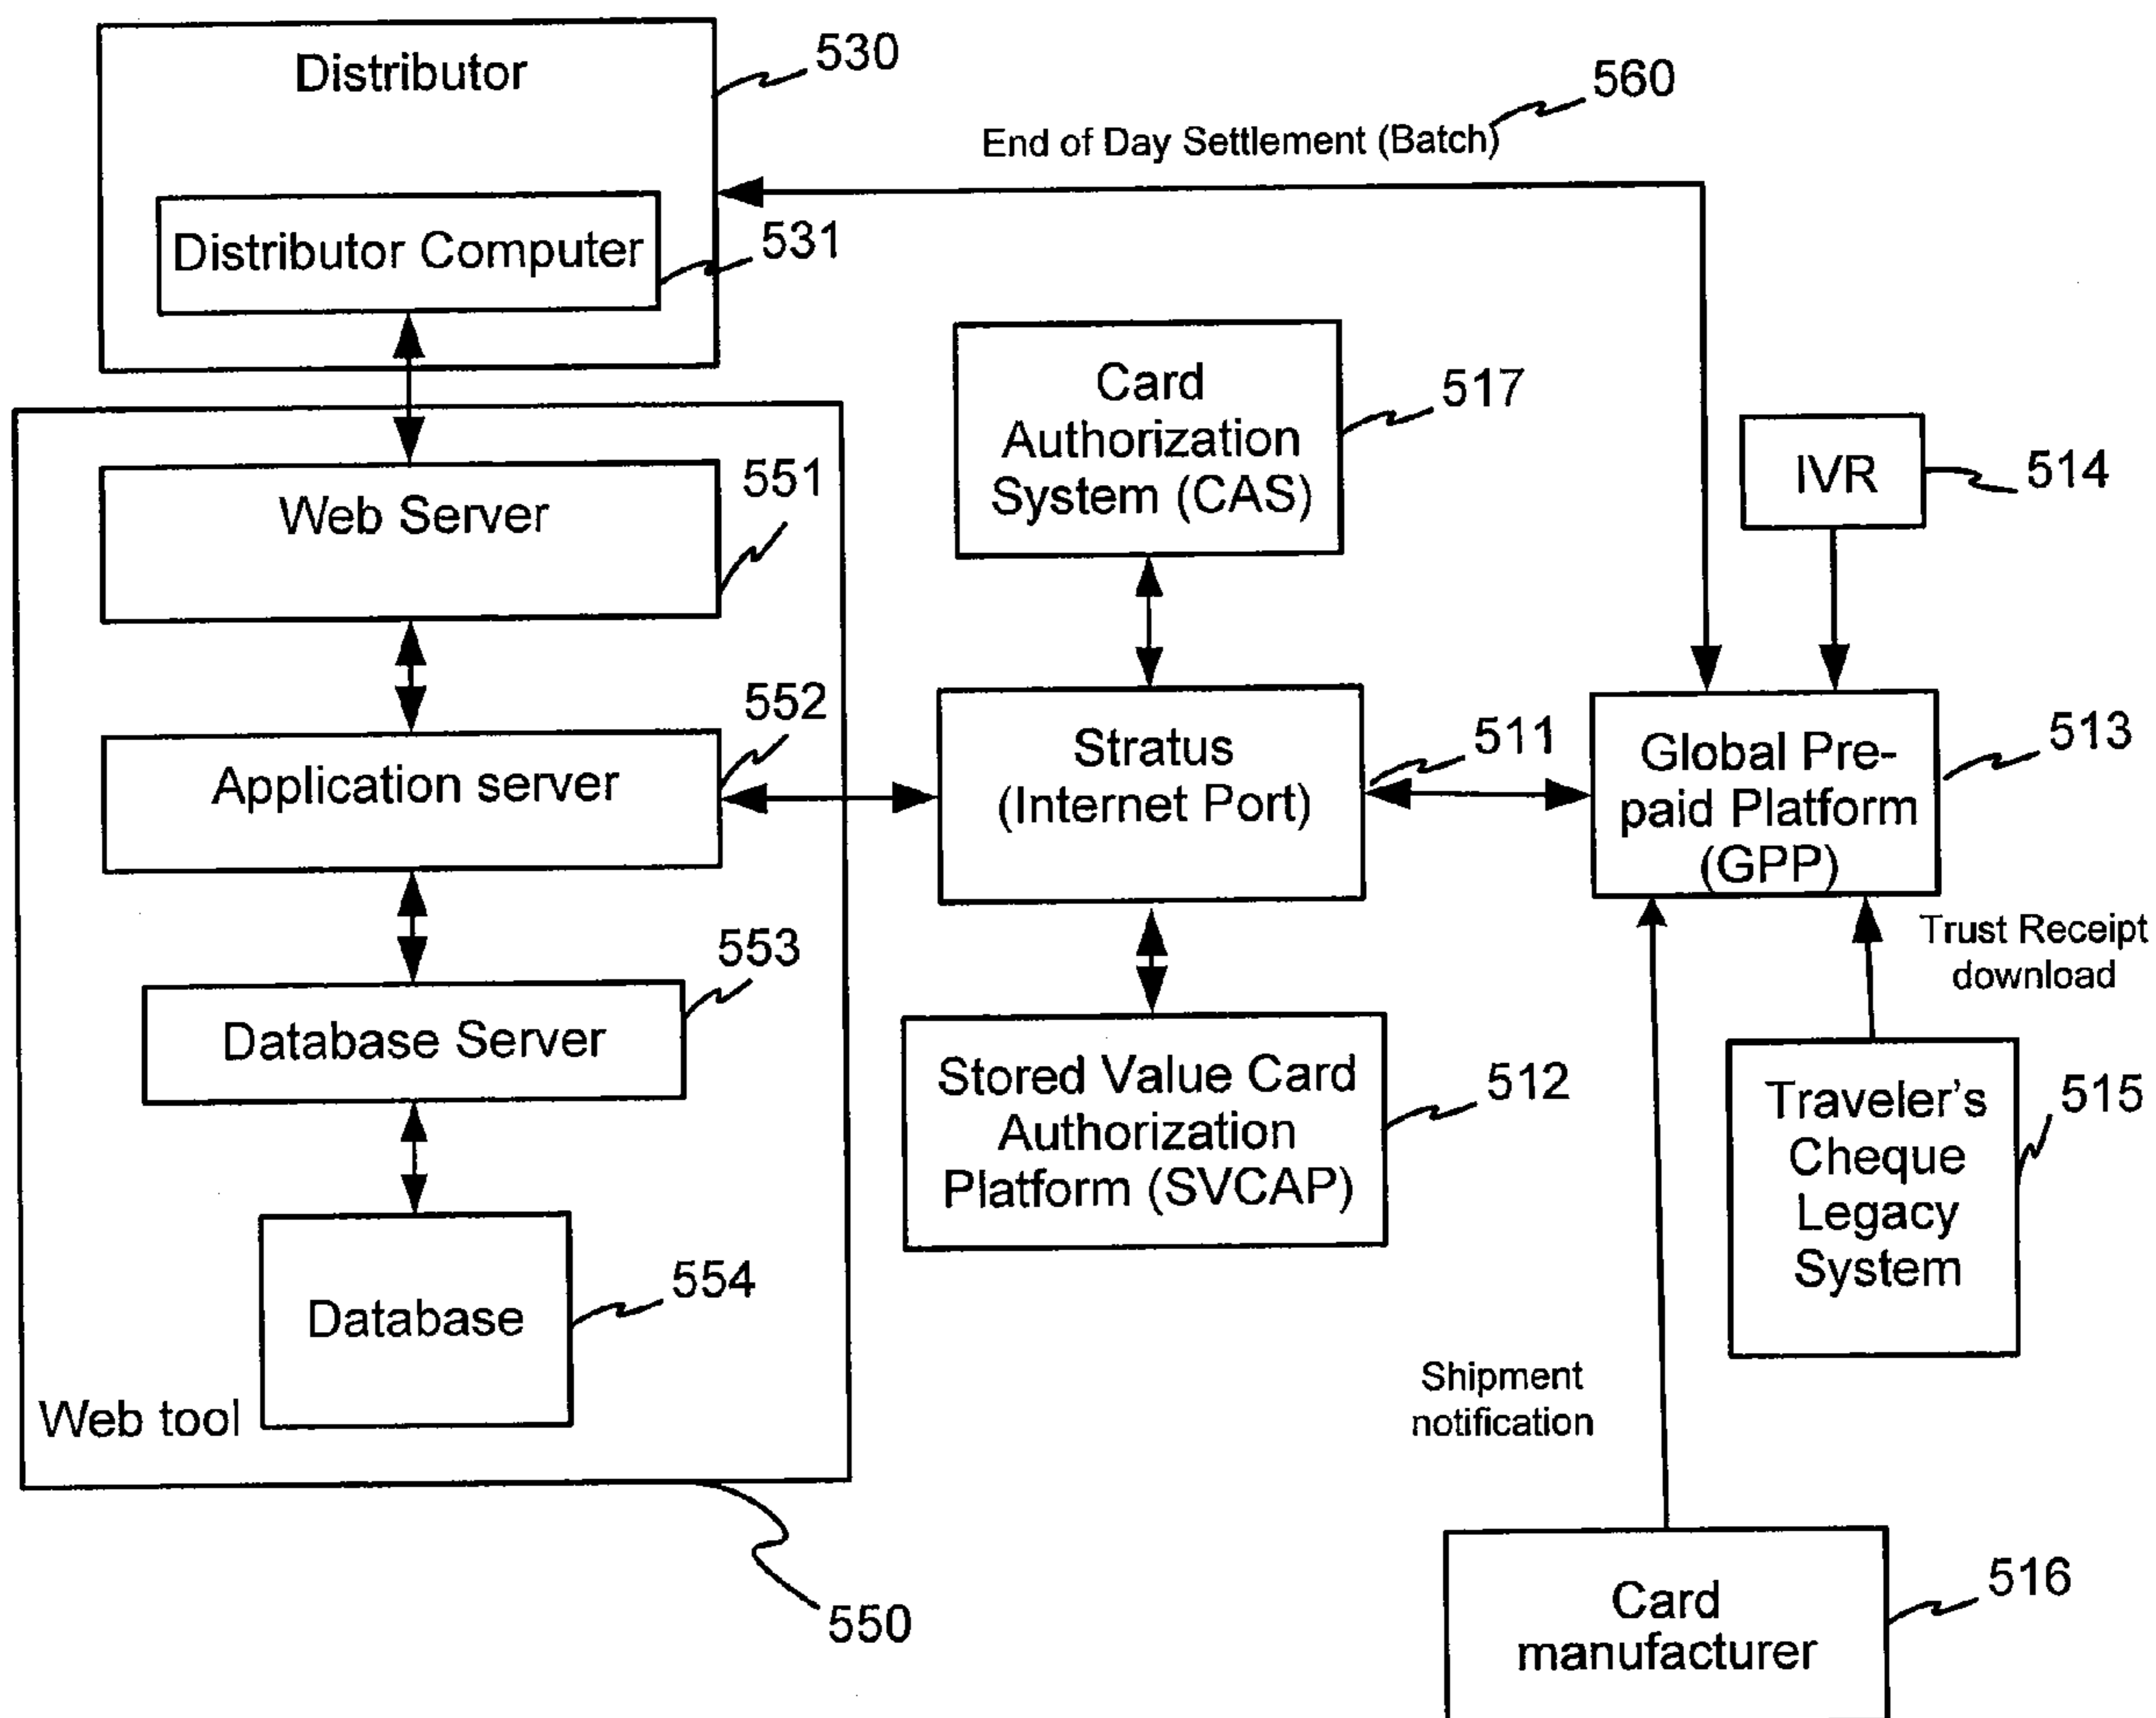 Distributor
530
560
End of Day Settlement (Batch)
Distributor Computer
531
Card
Authorization
System (CAS)
517
IVR
514
Web Server
551
552
Application server
Stratus
(Internet Port)
511
Global Pre-
paid Platform
(GPP)
513
Trust Receipt
download
553
Database Server
Stored Value Card
Authorization
Platform (SVCAP)
512
Traveler's
Cheque
Legacy
System
515
Database
554
Web tool
Shipment
notification
550
Card
manufacturer
516